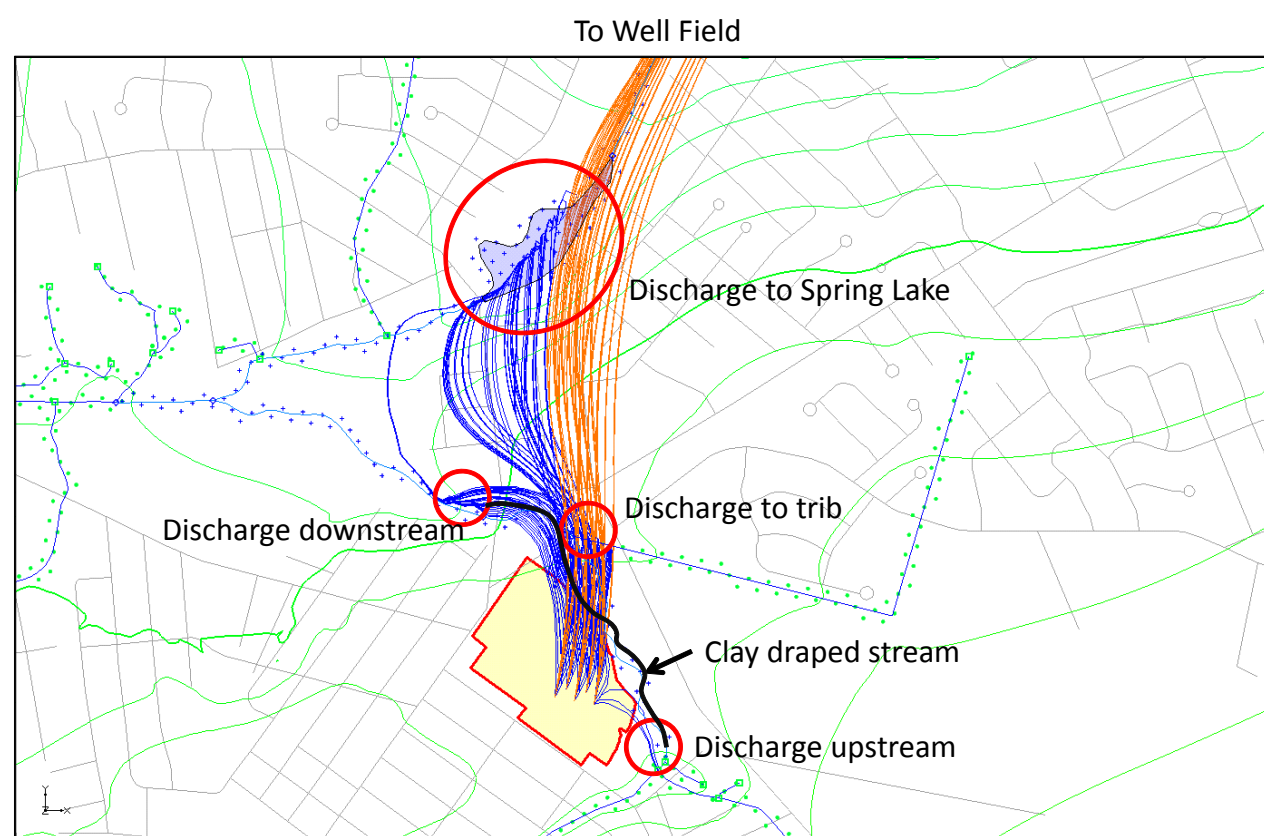 To Well Field
Discharge to Spring Lake
Discharge to trib
Discharge downstream
Clay draped stream
Discharge upstream
Y
Z X